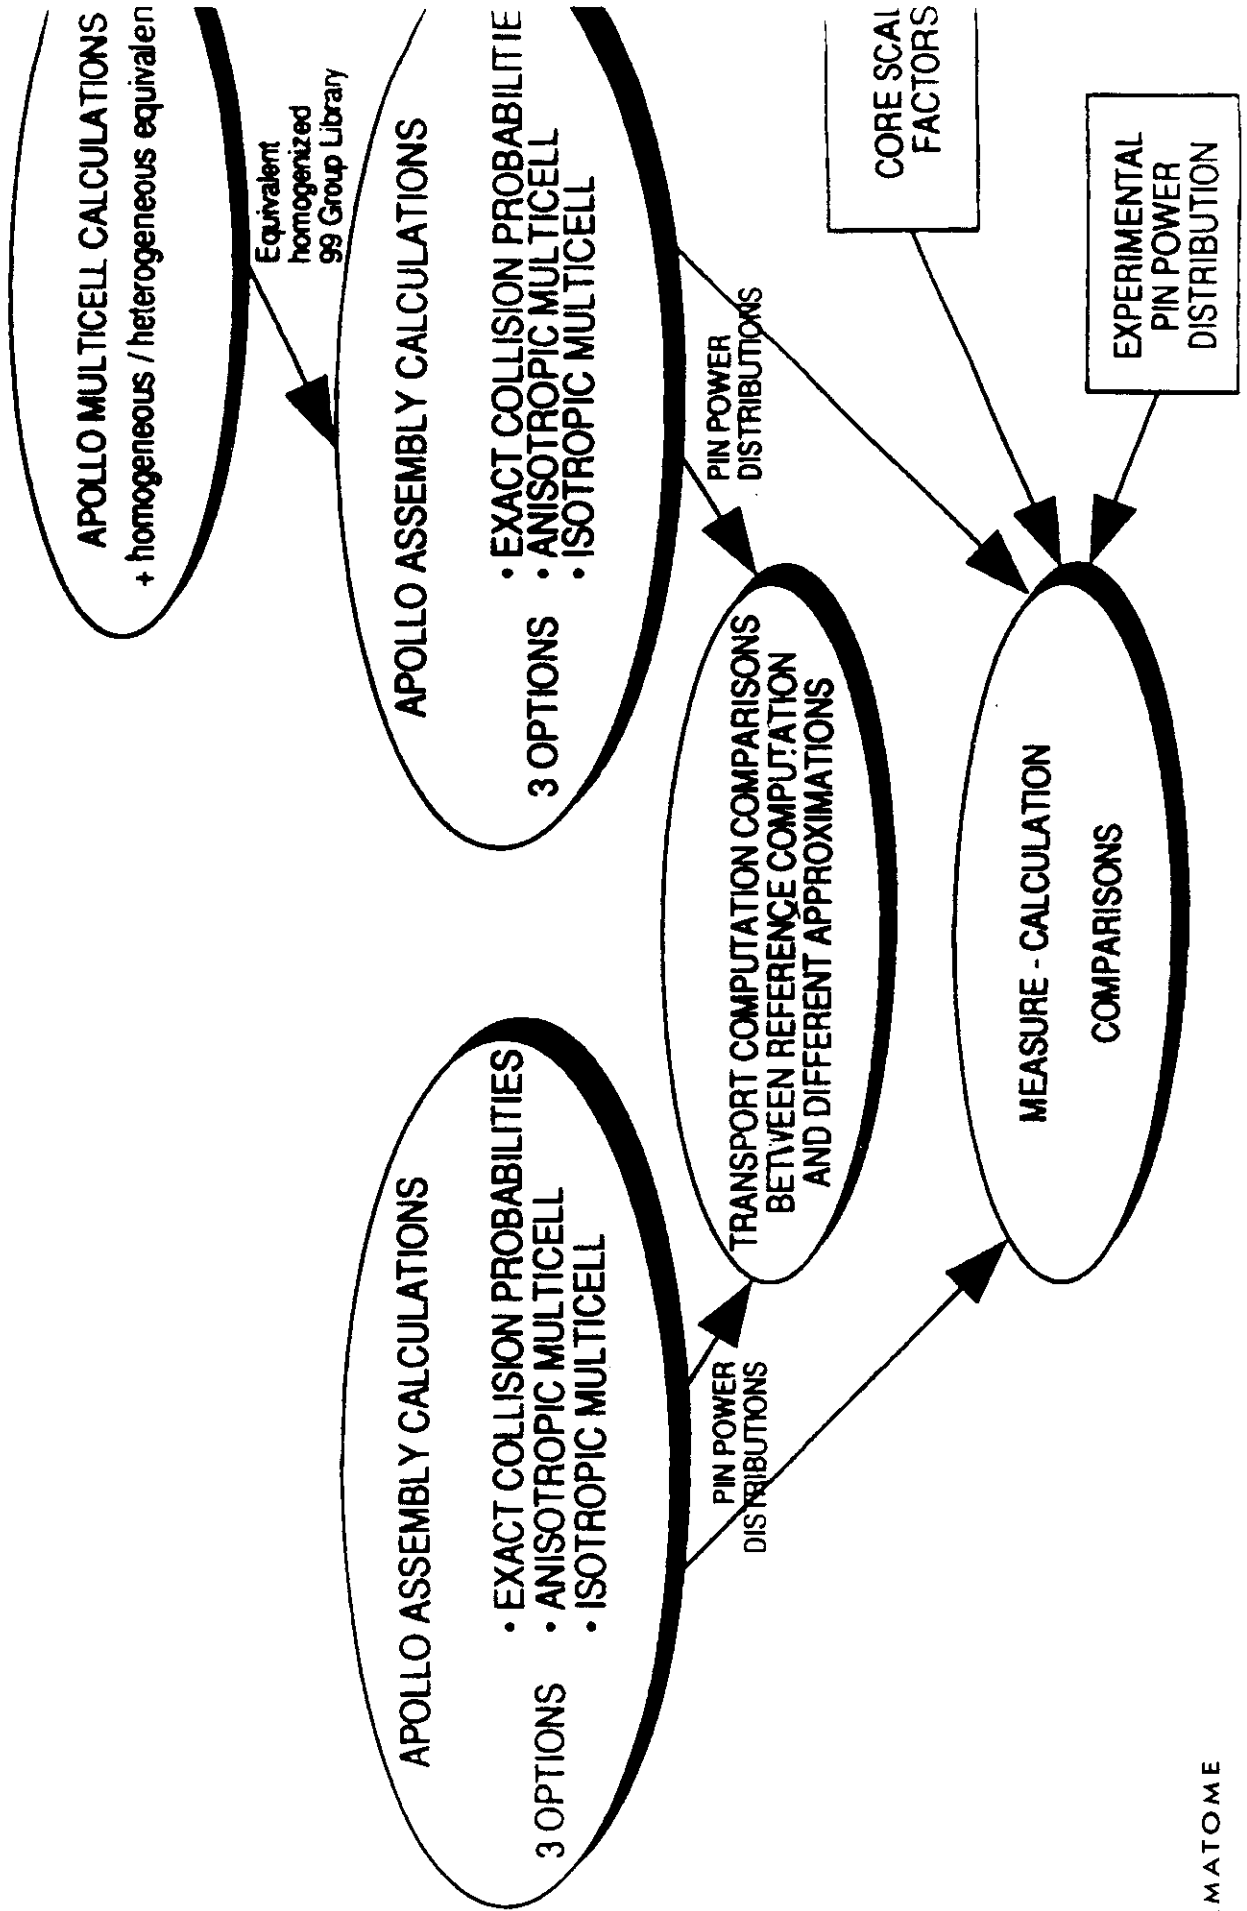 APOLLO MULTICELL CALCULATIONS
+ homogeneous / heterogeneous equivalen
Equivalent
homogenized
99 Group Library
APOLLO ASSEMBLY CALCULATIONS
3 OPTIONS
• EXACT COLLISION PROBABILITIES
• ANISOTROPIC MULTICELL
• ISOTROPIC MULTICELL
APOLLO ASSEMBLY CALCULATIONS
3 OPTIONS
• EXACT COLLISION PROBABILITIE
• ANISOTROPIC MULTICELL
• ISOTROPIC MULTICELL
PIN POWER
DISTRIBUTIONS
PIN POWER
DISTRIBUTIONS
TRANSPORT COMPUTATION COMPARISONS
BETWEEN REFERENCE COMPUTATION
AND DIFFERENT APPROXIMATIONS
CORE SCAL
FACTORS
MEASURE - CALCULATION
COMPARISONS
EXPERIMENTAL
PIN POWER
DISTRIBUTION
MATOME